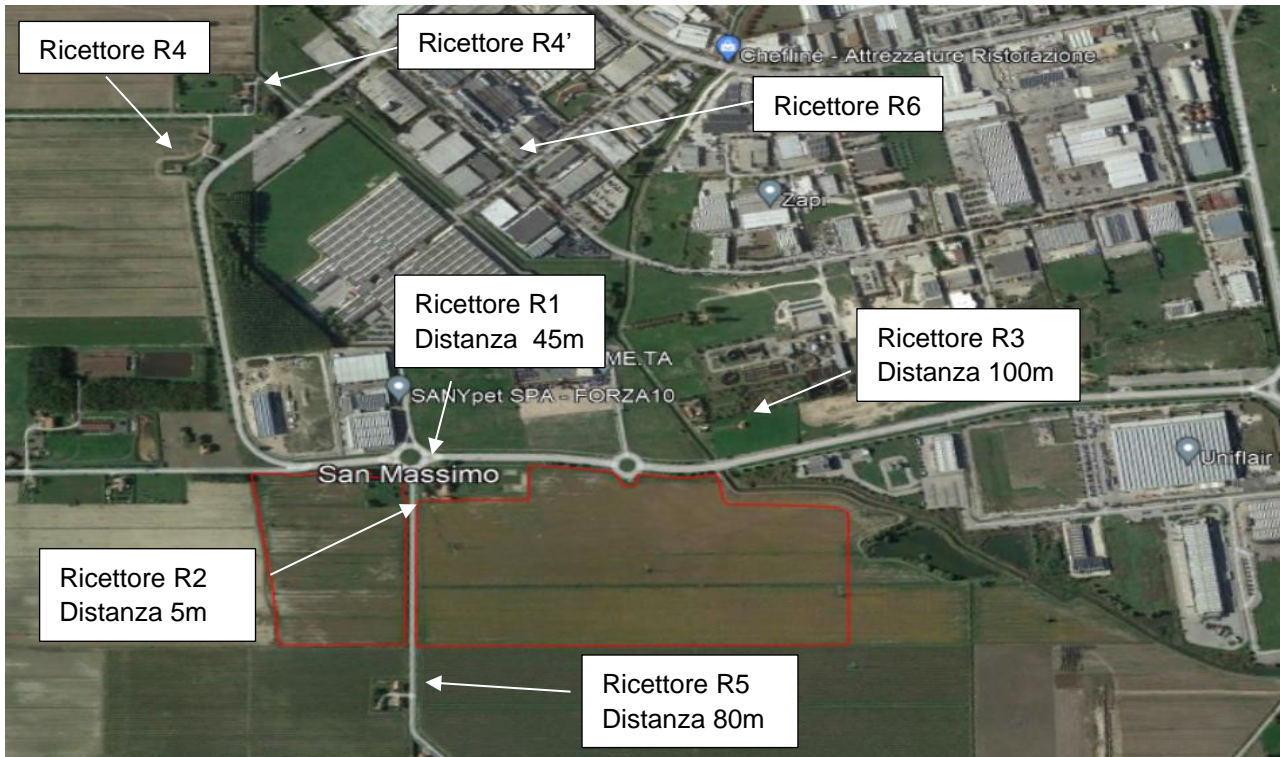 Ricettore R4
Ricettore R4’
Chefline - Attrezzature Ristorazione
Ricettore R6
Zapi
Ricettore R1
Distanza 45m
ME.TA
Ricettore R3
Distanza 100m
SANYpet SPA - FORZA10
San Massimo
Uniflair
Ricettore R2
Distanza 5m
Ricettore R5
Distanza 80m